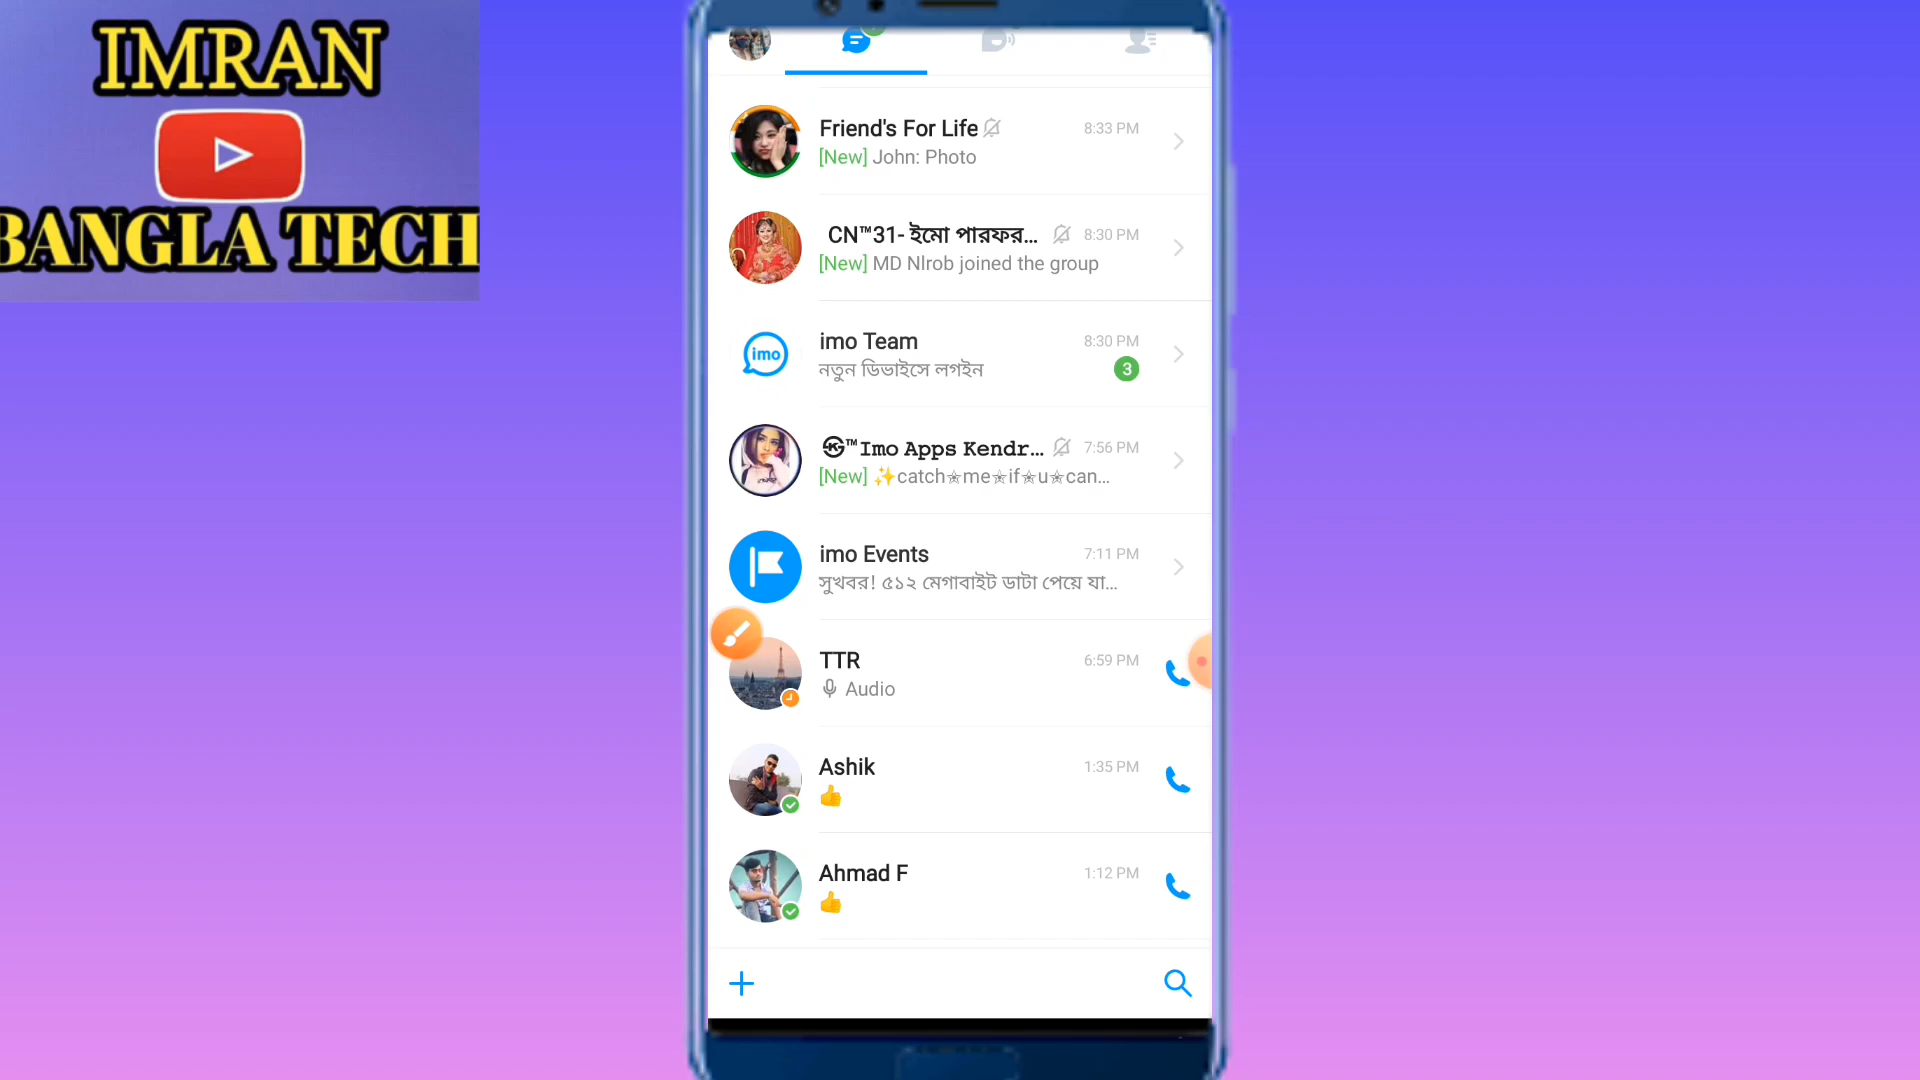 IMRAN
BANGLA TECH
Friend's For Life
8:33 PM
[New] John: Photo
CN™31- ইমো পারফর...
8:30 PM
[New] MD Nlrob joined the group
imo
imo Team
8:30 PM
নতুন ডিভাইসে লগইন
3
™Imo Apps Kendr...
7:56 PM
[New] ✨catch✯me✯if✯u✯can...
imo Events
7:11 PM
সুখবর! ৫১২ মেগাবাইট ডাটা পেয়ে যা...
TTR
6:59 PM
Audio
Ashik
1:35 PM
👍
Ahmad F
1:12 PM
👍